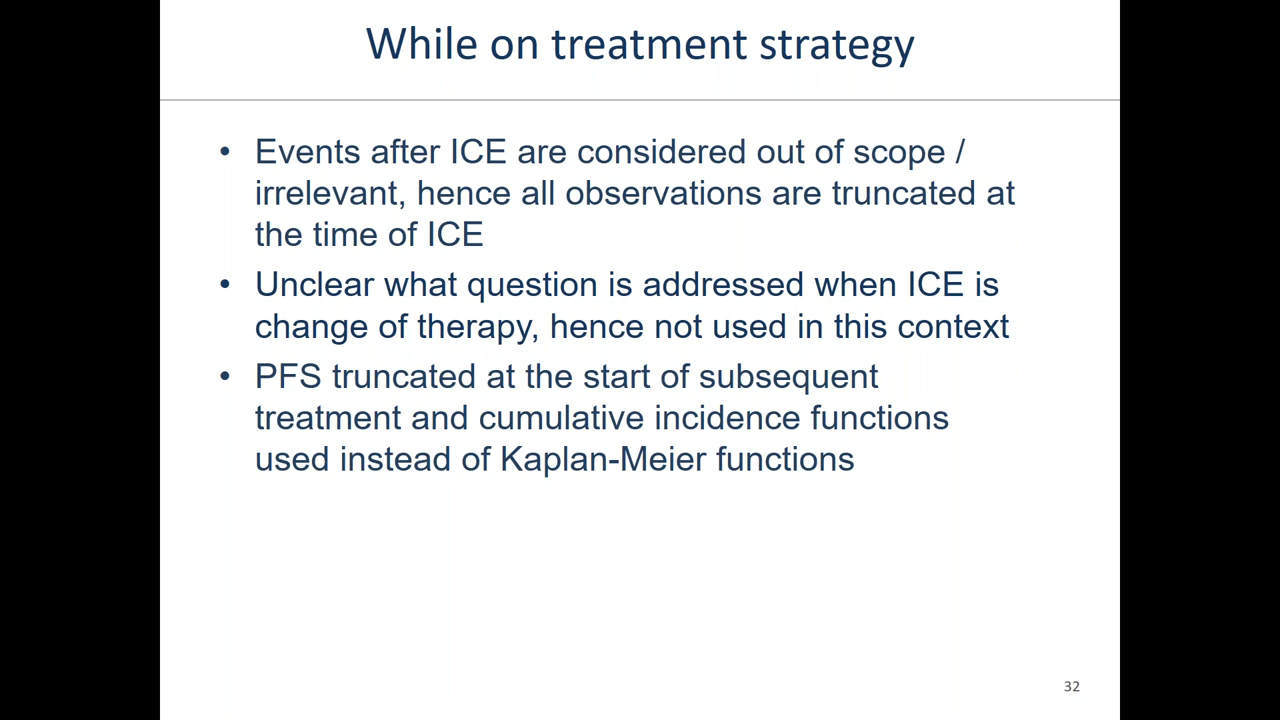 While on treatment strategy
• Events after ICE are considered out of scope /
irrelevant, hence all observations are truncated at
the time of ICE
• Unclear what question is addressed when ICE is
change of therapy, hence not used in this context
• PFS truncated at the start of subsequent
treatment and cumulative incidence functions
used instead of Kaplan-Meier functions
32